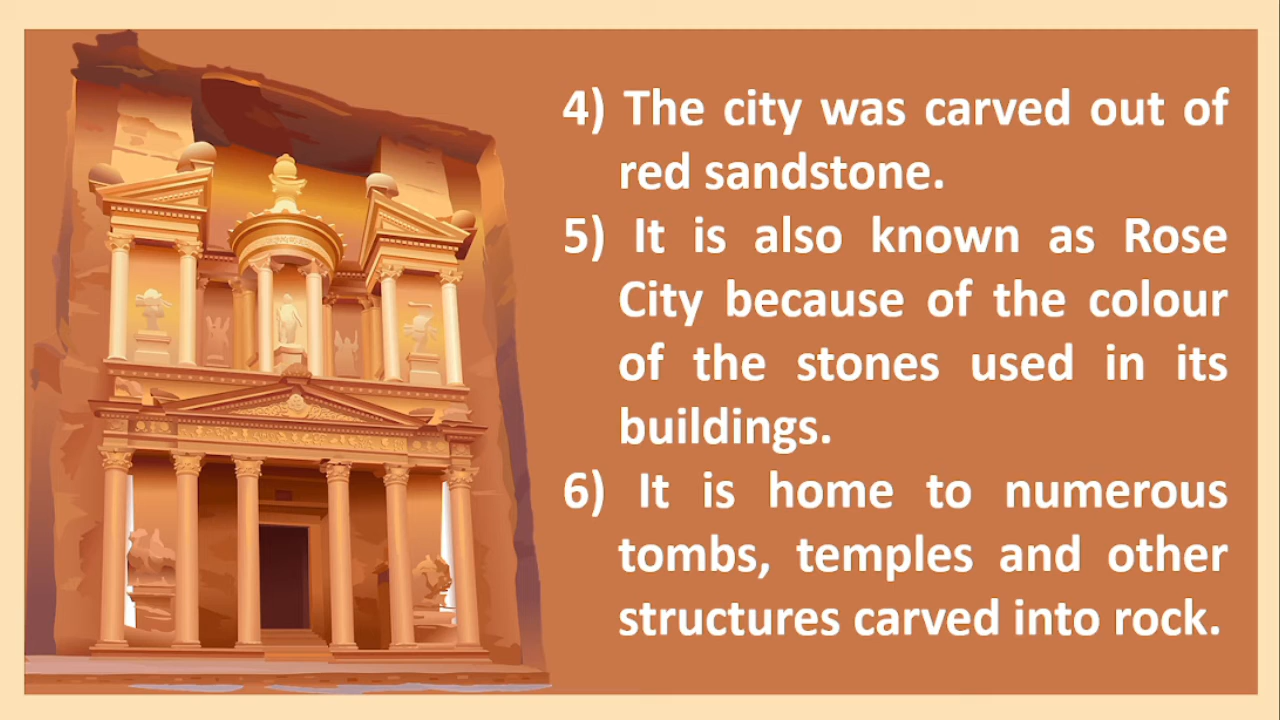 4) The city was carved out of
red sandstone.
5) It is also known as Rose
City because of the colour
of the stones used in its
buildings.
6) It is home to numerous
tombs, temples and other
structures carved into rock.